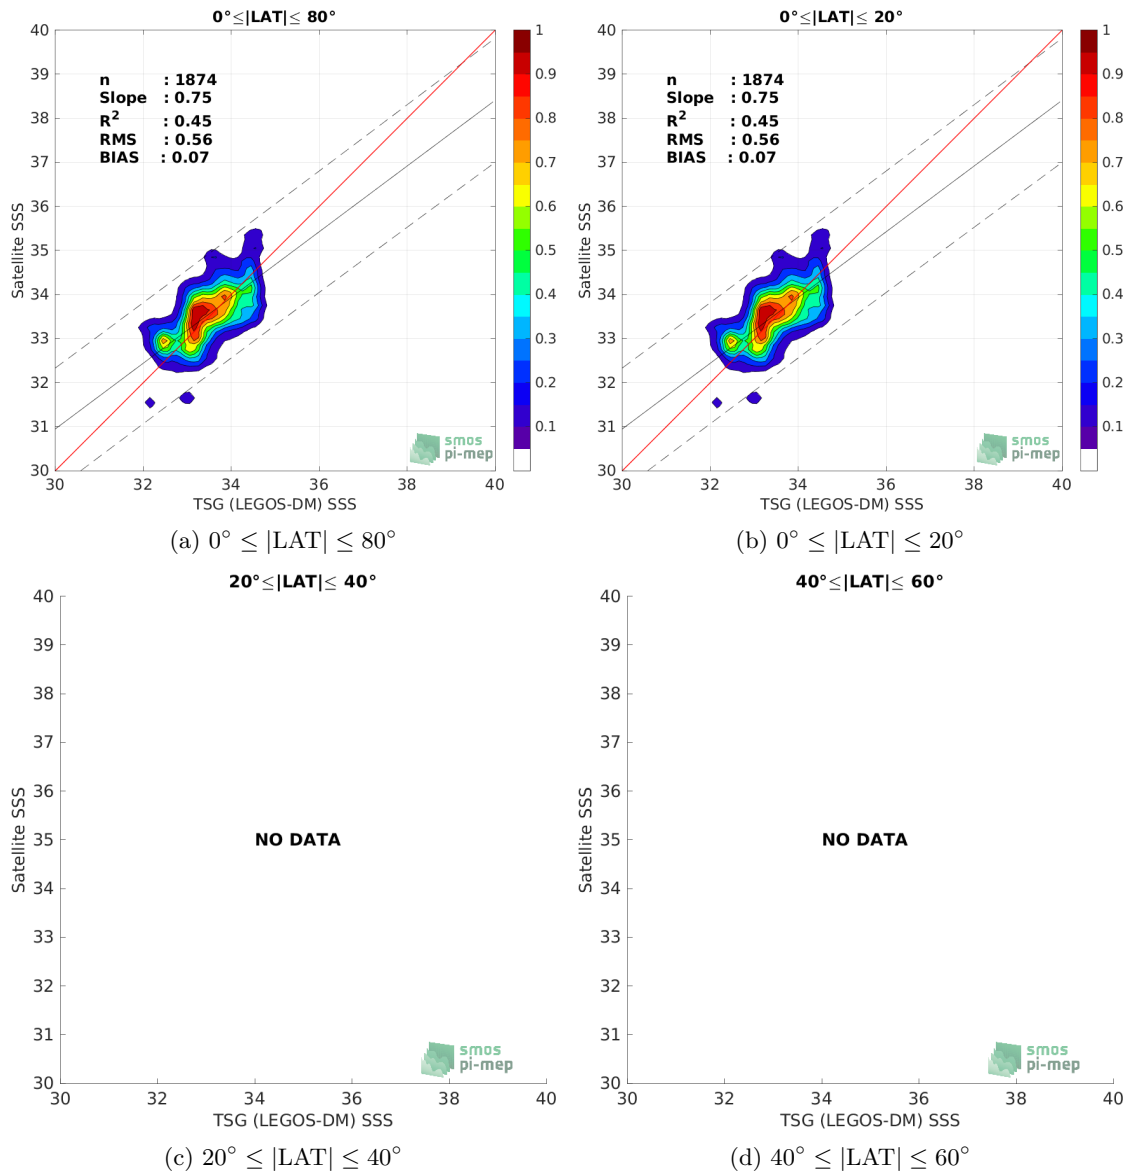 0°≤|LAT|≤ 80°
40
39
38
37
36
35
34
33
32
31
30
Satellite SSS
n : 1874
Slope : 0.75
R² : 0.45
RMS : 0.56
BIAS : 0.07
1
0.9
0.8
0.7
0.6
0.5
0.4
0.3
0.2
0.1
smos
pi-mep
30 32 34 36 38 40
TSG (LEGOS-DM) SSS
(a) 0° ≤ |LAT| ≤ 80°
0°≤|LAT|≤ 20°
40
39
38
37
36
35
34
33
32
31
30
Satellite SSS
n : 1874
Slope : 0.75
R² : 0.45
RMS : 0.56
BIAS : 0.07
1
0.9
0.8
0.7
0.6
0.5
0.4
0.3
0.2
0.1
smos
pi-mep
30 32 34 36 38 40
TSG (LEGOS-DM) SSS
(b) 0° ≤ |LAT| ≤ 20°
20°≤|LAT|≤ 40°
40
39
38
37
36
35
34
33
32
31
30
Satellite SSS
NO DATA
smos
pi-mep
30 32 34 36 38 40
TSG (LEGOS-DM) SSS
(c) 20° ≤ |LAT| ≤ 40°
40°≤|LAT|≤ 60°
40
39
38
37
36
35
34
33
32
31
30
Satellite SSS
NO DATA
smos
pi-mep
30 32 34 36 38 40
TSG (LEGOS-DM) SSS
(d) 40° ≤ |LAT| ≤ 60°